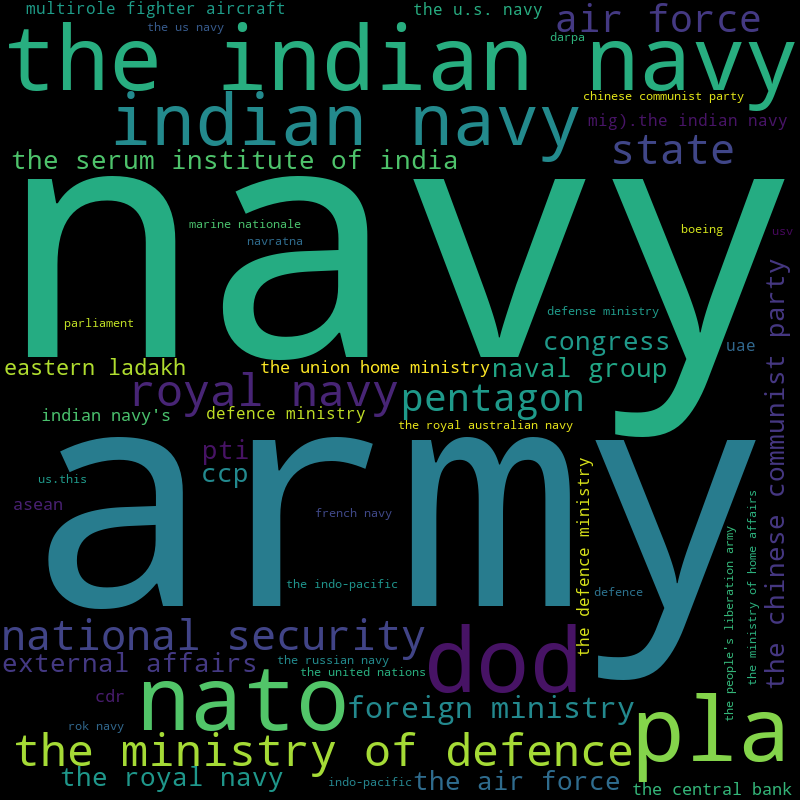 multirole fighter aircraft
the u.s. navy
air force
the us navy
darpa
the indian navy
chinese communist party
indian navy
mig).the indian navy
state
the serum institute of india
navy
marine nationale
navratna
boeing
usv
parliament
defense ministry
congress
uae
the chinese communist party
eastern ladakh
the union home ministry
naval group
royal navy
pentagon
indian navy's
defence ministry
the royal australian navy
army
pti
ccp
us.this
asean
french navy
the defence ministry
the indo-pacific
defence
the people's liberation army
the ministry of home affairs
national security
dod
external affairs
the russian navy
the united nations
nato
cdr
foreign ministry
pla
rok navy
the ministry of defence
the royal navy
indo-pacific
the air force
the central bank